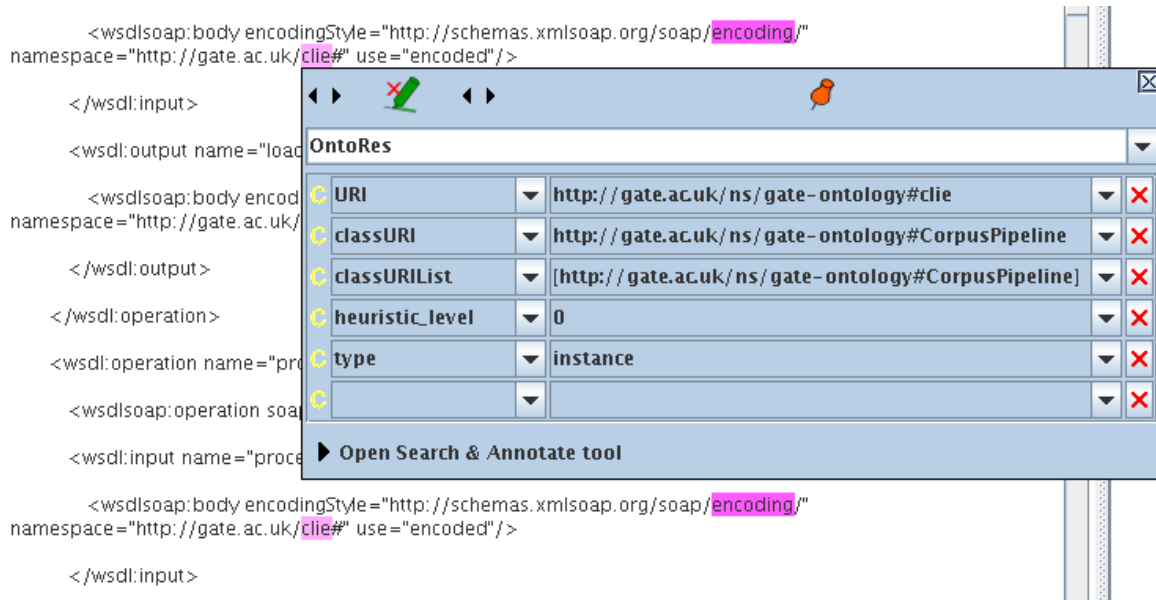 <wsdlsoap:body encodingStyle="http://schemas.xmlsoap.org/soap/encoding/"
namespace="http://gate.ac.uk/clie#" use="encoded"/>
</wsdl:input>
<wsdl:output name="load
<wsdlsoap:body encod
namespace="http://gate.ac.uk/
</wsdl:output>
</wsdl:operation>
<wsdl:operation name="pro
<wsdlsoap:operation soap
<wsdl:input name="proce
OntoRes
C URI http://gate.ac.uk/ns/gate-ontology#clie
C classURI http://gate.ac.uk/ns/gate-ontology#CorpusPipeline
C classURIList [http://gate.ac.uk/ns/gate-ontology#CorpusPipeline]
C heuristic_level 0
C type instance
C
Open Search & Annotate tool
<wsdlsoap:body encodingStyle="http://schemas.xmlsoap.org/soap/encoding/"
namespace="http://gate.ac.uk/clie#" use="encoded"/>
</wsdl:input>